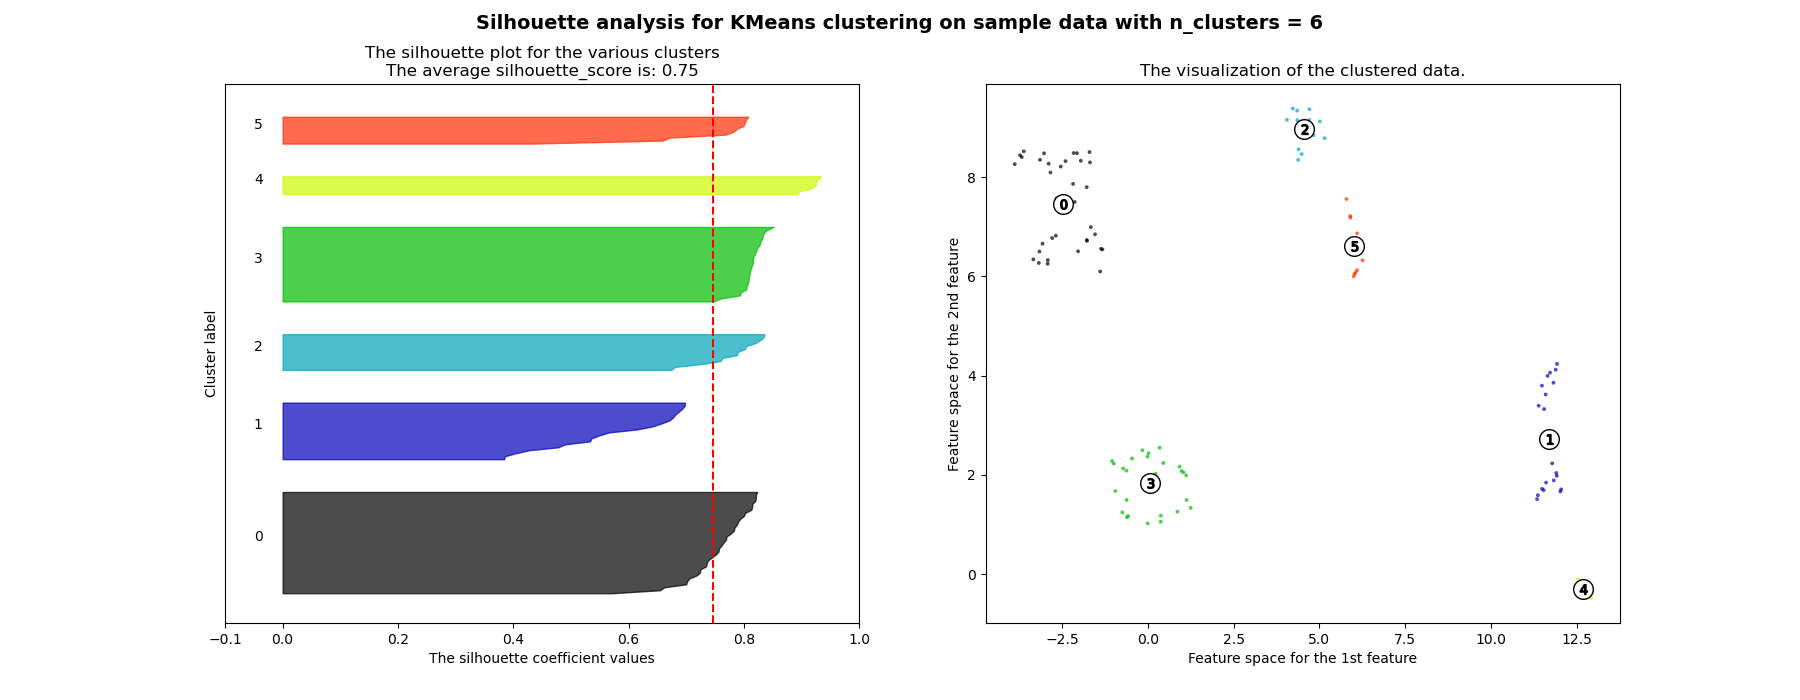 Silhouette analysis for KMeans clustering on sample data with n_clusters = 6
The silhouette plot for the various clusters
The average silhouette_score is: 0.75
5
4
3
2
1
0
Cluster label
−0.1 0.0 0.2 0.4 0.6 0.8 1.0
The silhouette coefficient values
The visualization of the clustered data.
8
6
4
2
0
Feature space for the 2nd feature
2
0
5
1
3
4
−2.5 0.0 2.5 5.0 7.5 10.0 12.5
Feature space for the 1st feature